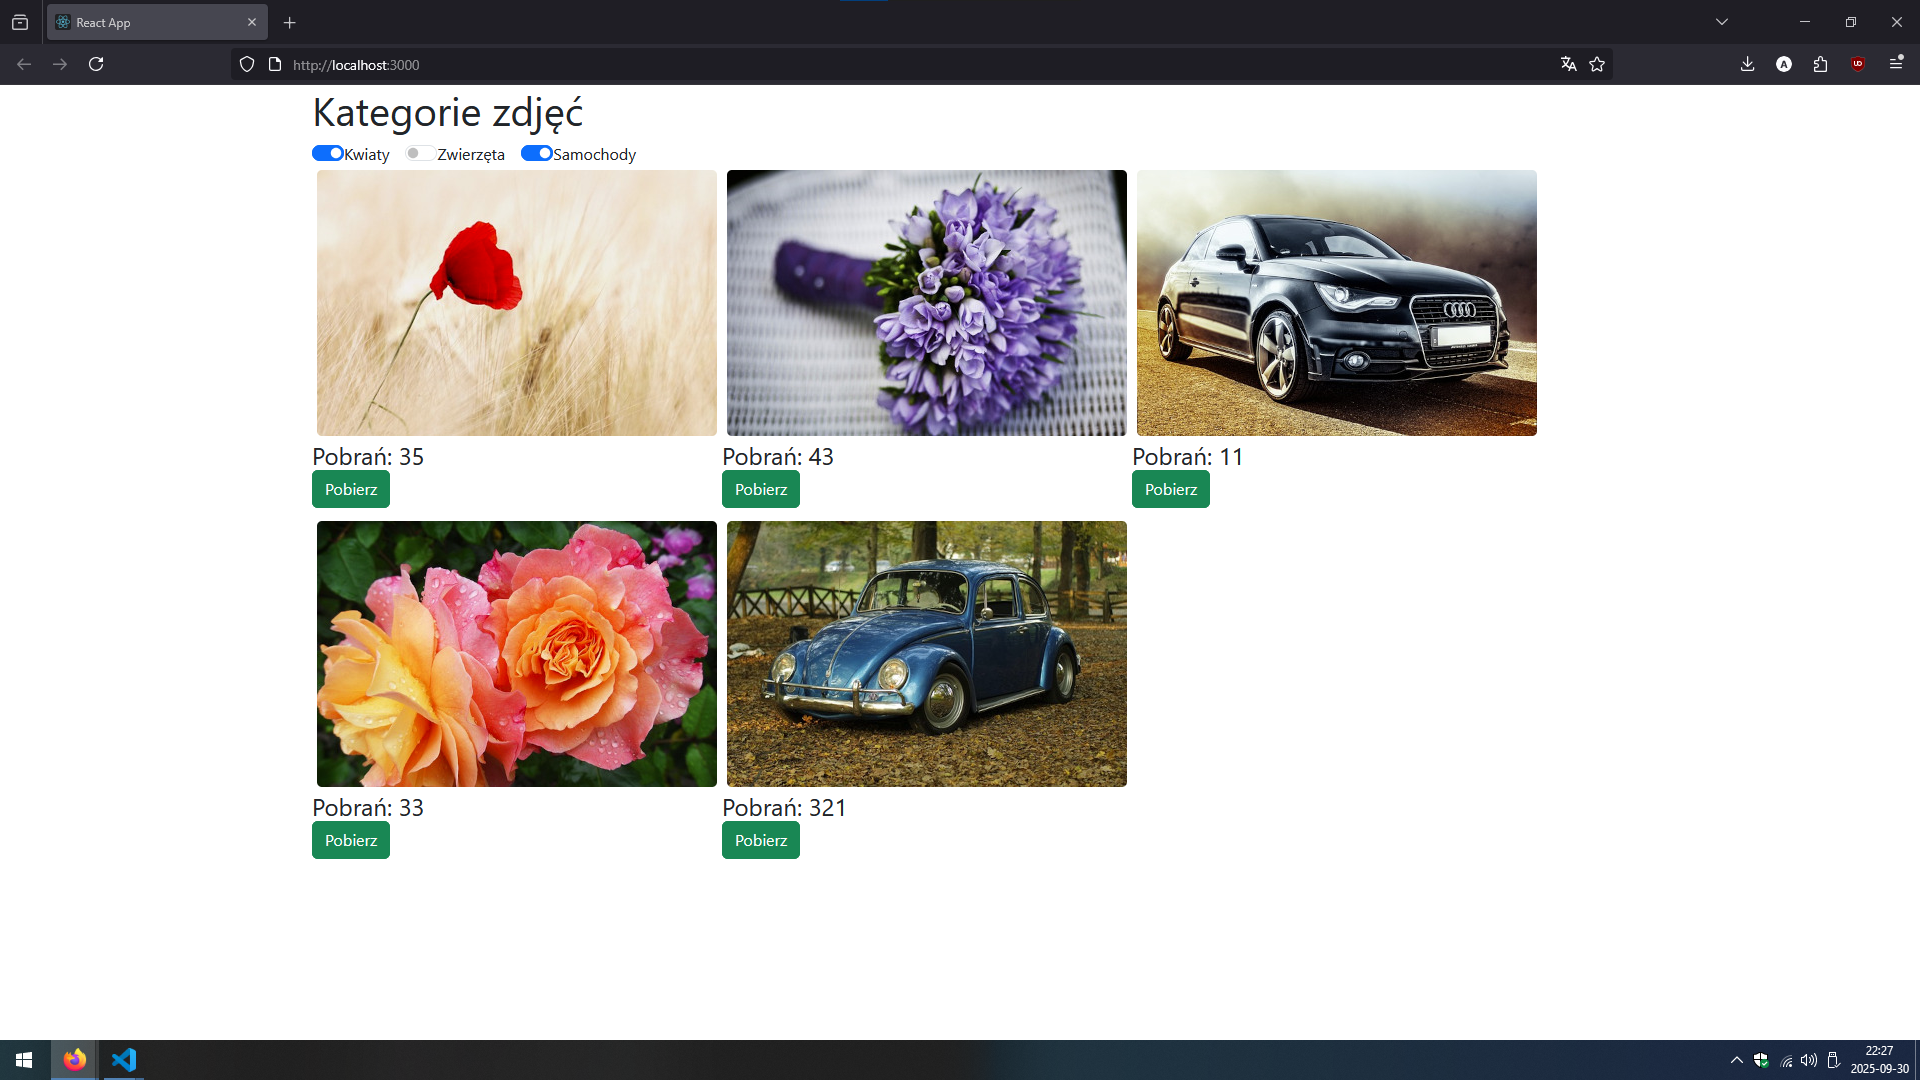 React App
http://localhost:3000
Kategorie zdjęć
Kwiaty Zwierzęta Samochody
Pobrań: 35 Pobrań: 43 Pobrań: 11
Pobierz Pobierz Pobierz
Pobrań: 33 Pobrań: 321
Pobierz Pobierz
22:27
2025-09-30